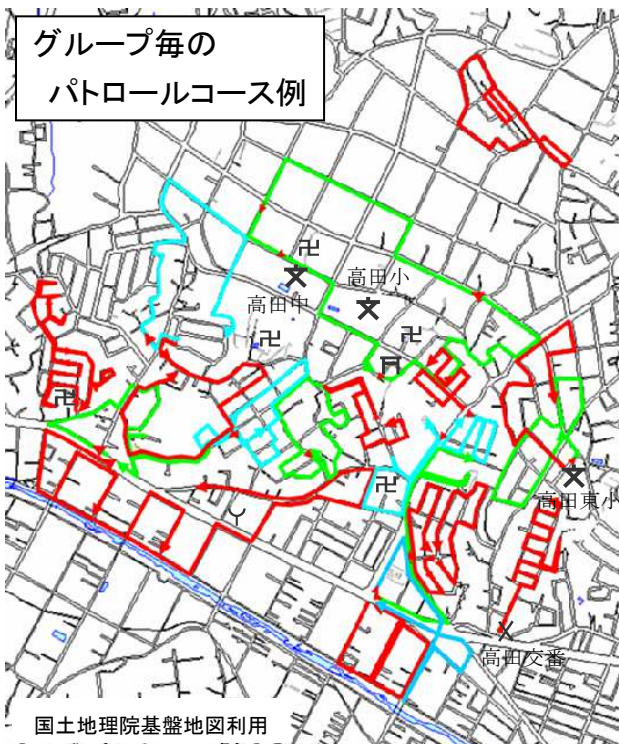 グループ毎の
パトロールコース例
高田中
高田小
高田東小
高田交番
国土地理院基盤地図利用